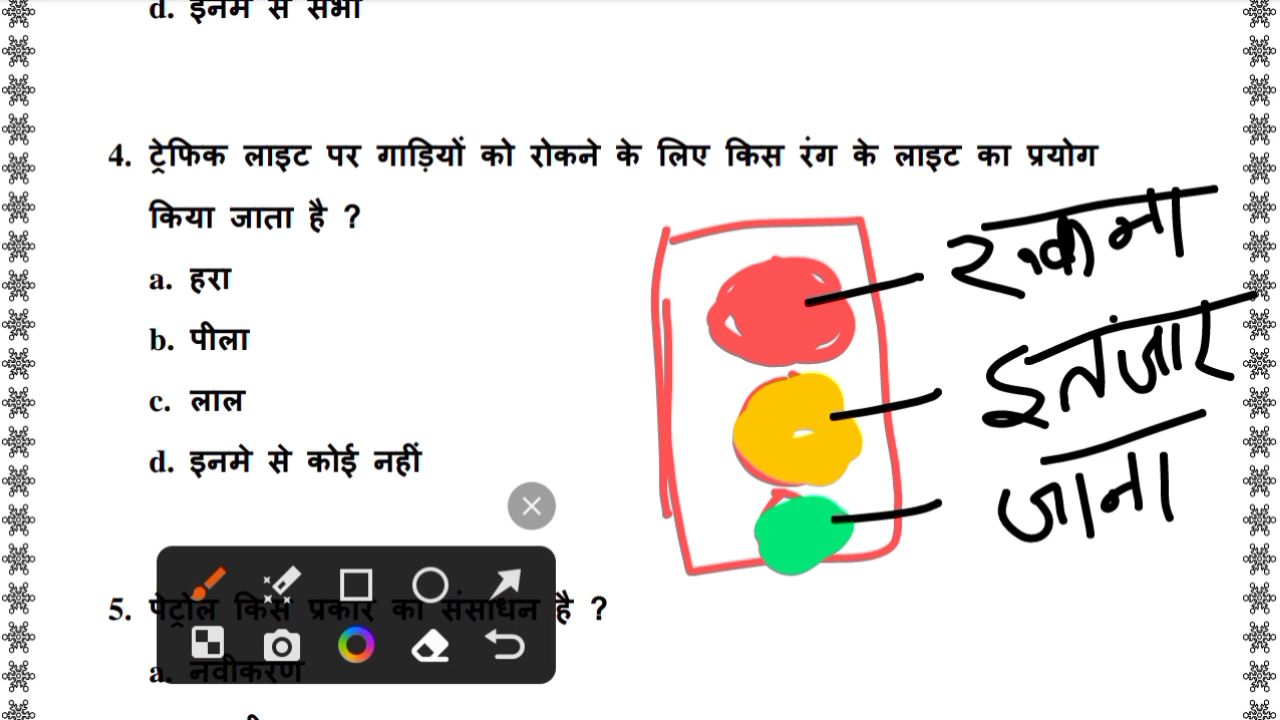 d. इनमे से सभी
4. ट्रेफिक लाइट पर गाड़ियों को रोकने के लिए किस रंग के लाइट का प्रयोग
किया जाता है ?
a. हरा
b. पीला
c. लाल
d. इनमे से कोई नहीं
रुकना
इतंजार
जाना
5. पेट्रोल किस प्रकार का संसाधन है ?
a. नवीकरण